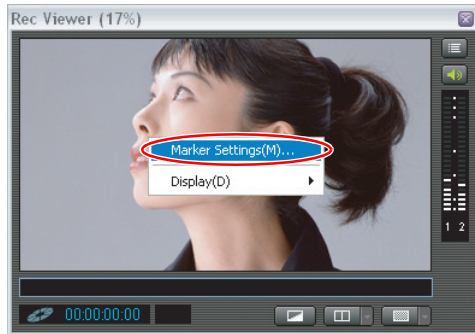 Rec Viewer (17%)
Marker Settings(M)...
Display(D)
1 2
00:00:00:00